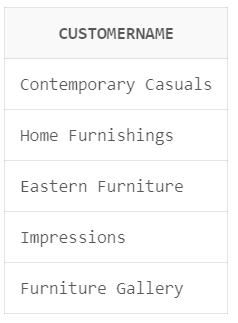 CUSTOMERNAME
Contemporary Casuals
Home Furnishings
Eastern Furniture
Impressions
Furniture Gallery